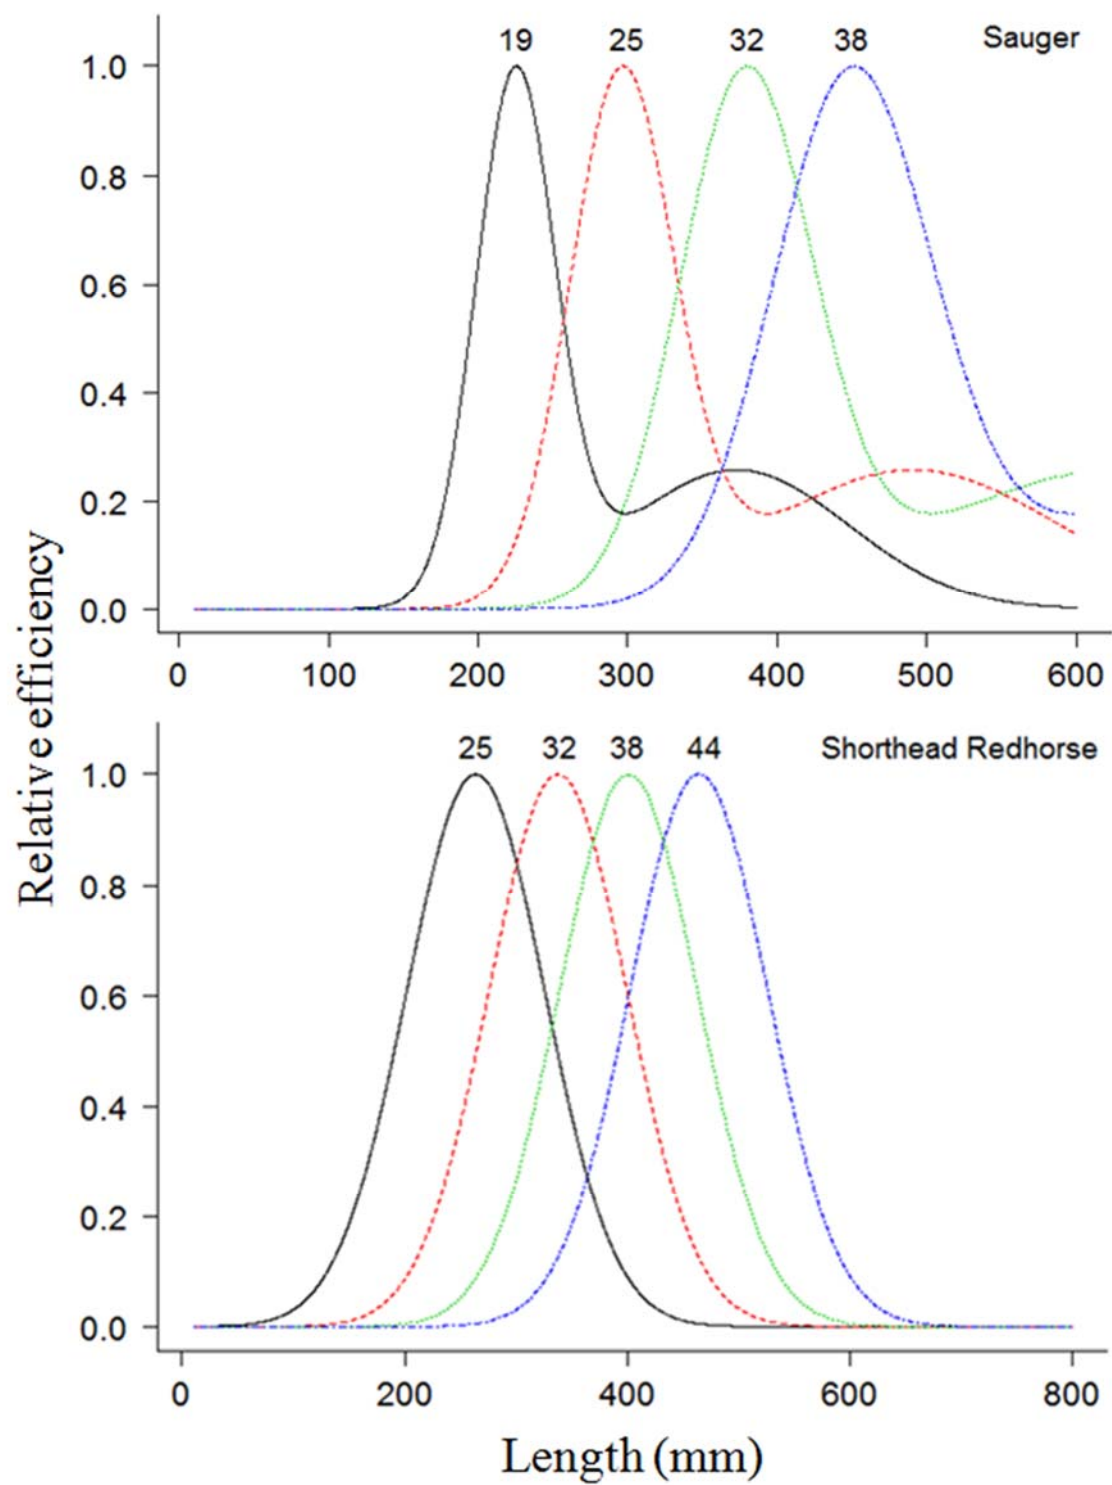 19 25 32 38 Sauger
1.0
0.8
0.6
0.4
0.2
0.0
0 100 200 300 400 500 600
Relative efficiency
25 32 38 44 Shorthead Redhorse
1.0
0.8
0.6
0.4
0.2
0.0
0 200 400 600 800
Length (mm)